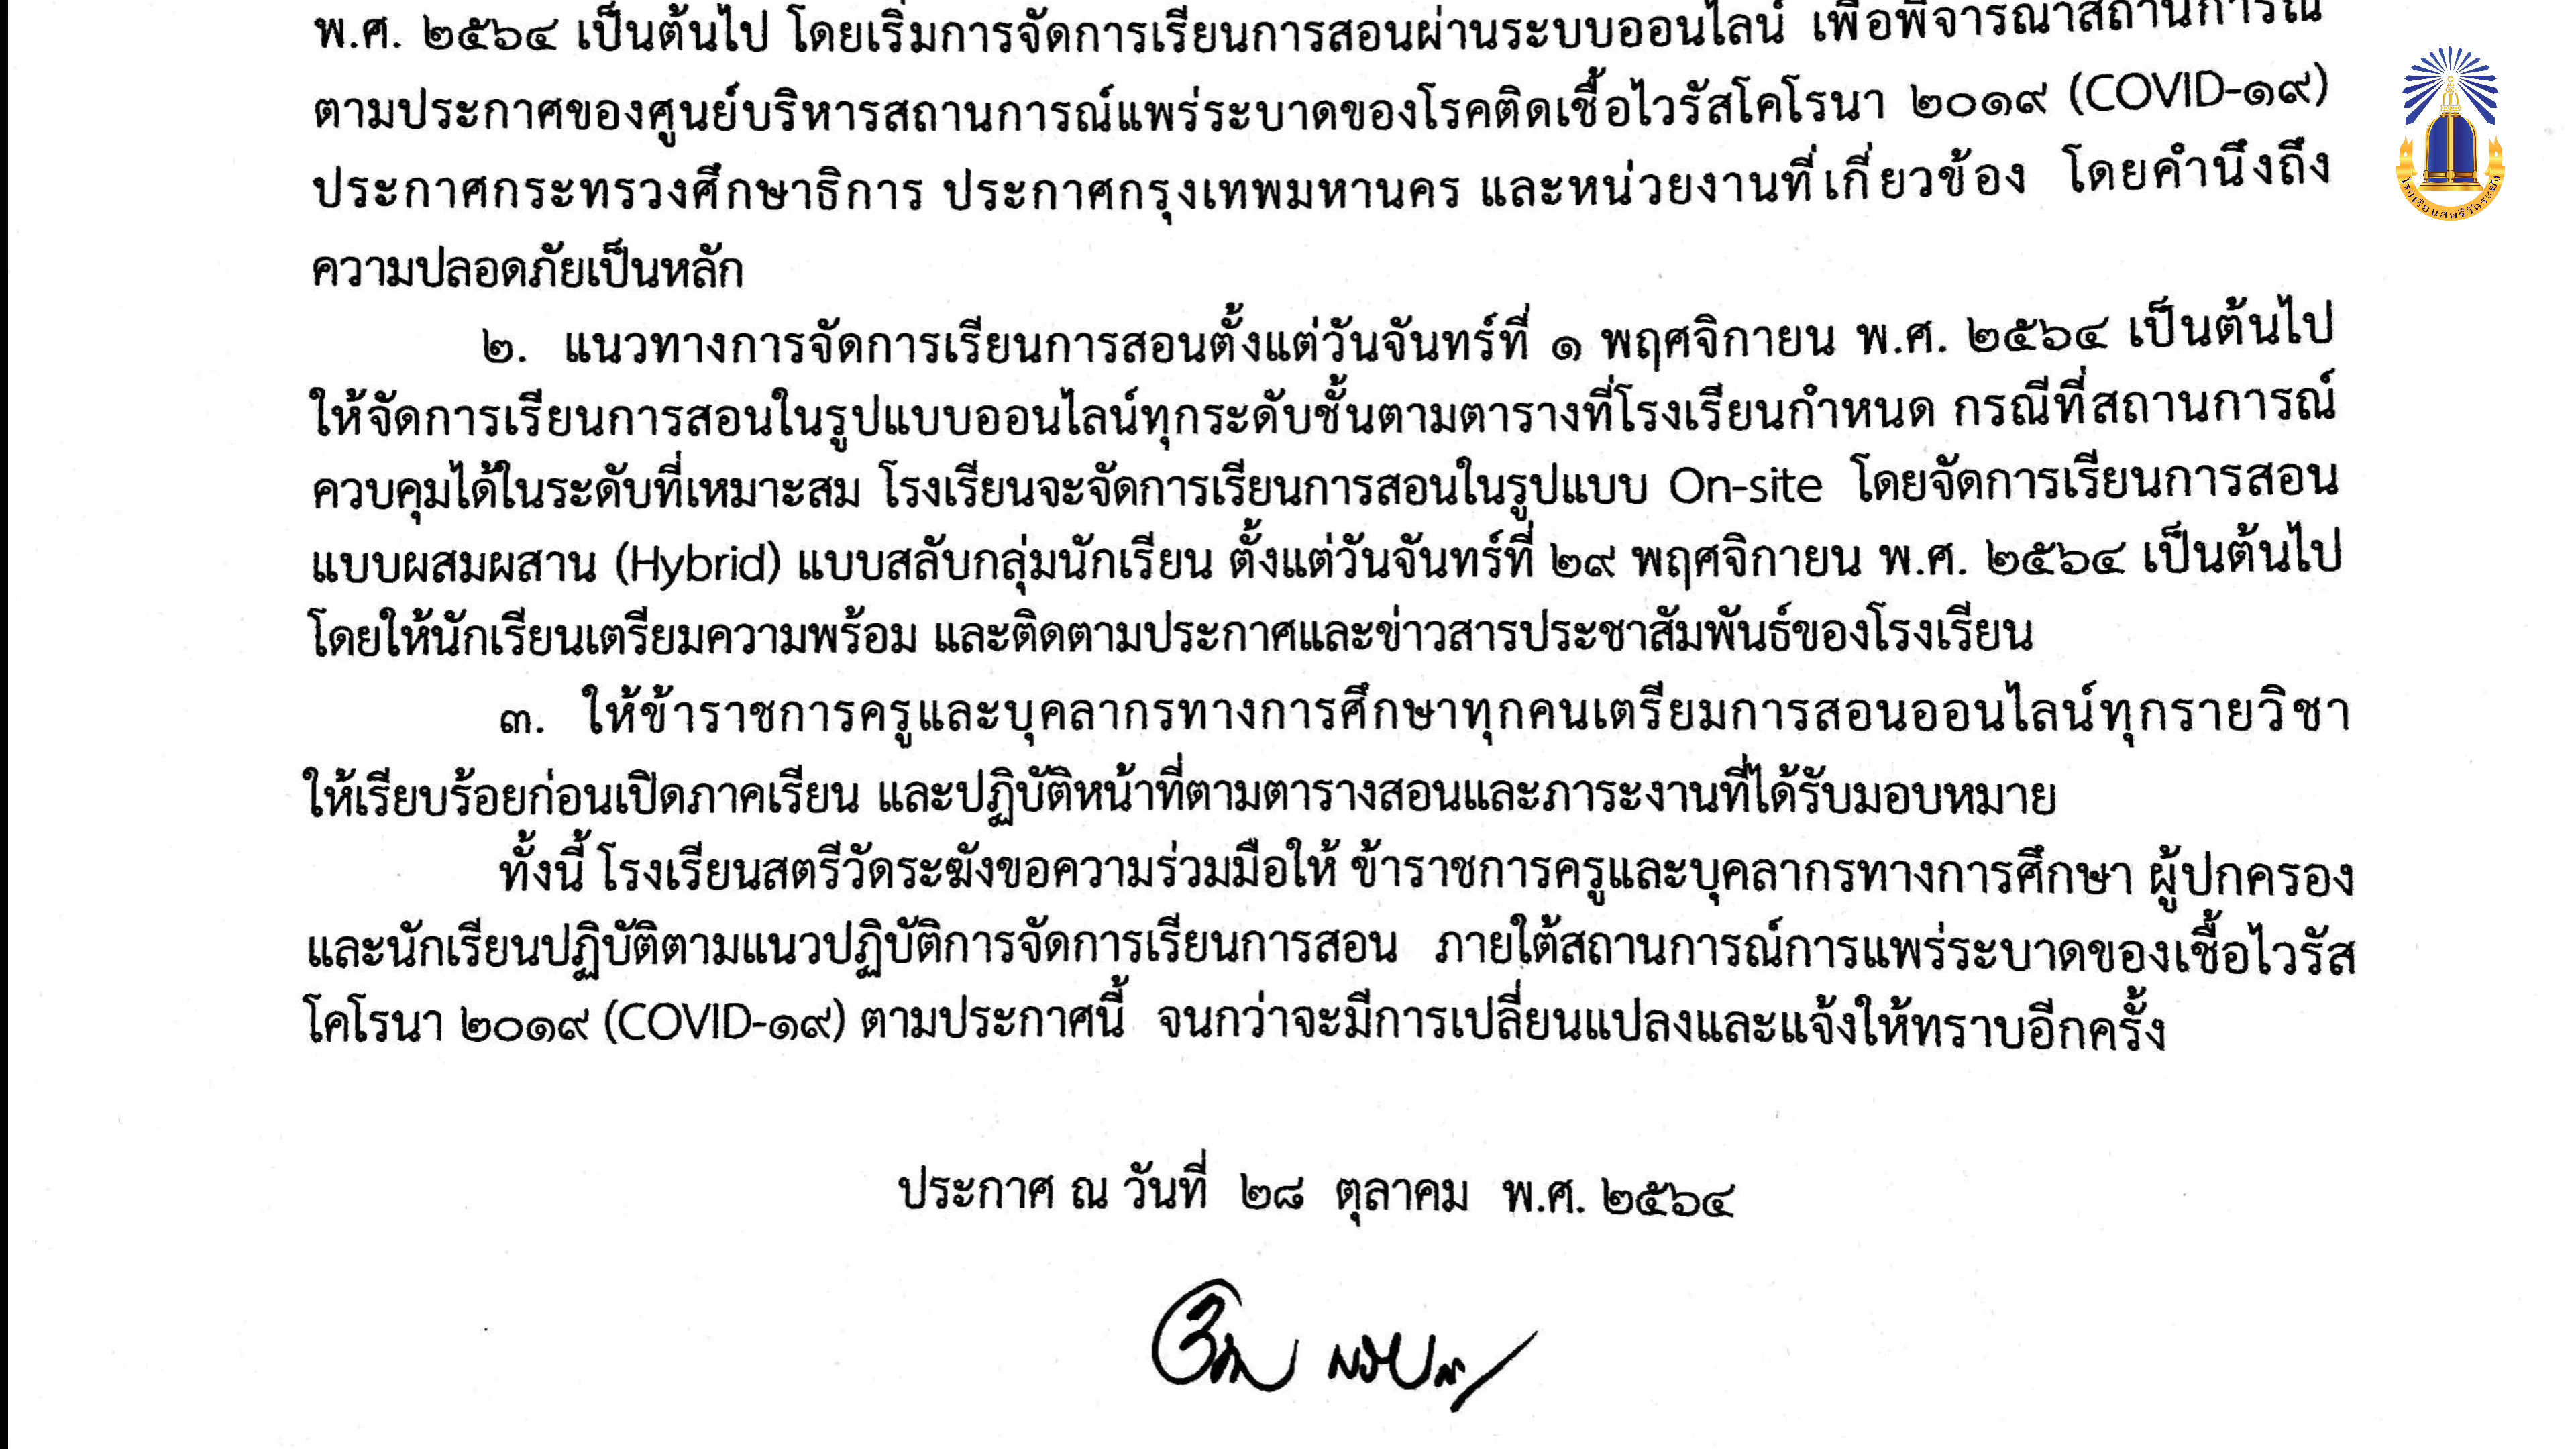 พ.ศ. ๒๕๖๔ เป็นต้นไป โดยเริ่มการจัดการเรียนการสอนผ่านระบบออนไลน์ เพื่อพิจารณาสถานการณ์
ตามประกาศของศูนย์บริหารสถานการณ์แพร่ระบาดของโรคติดเชื้อไวรัสโคโรนา ๒๐๑๙ (COVID-๑๙)
ประกาศกระทรวงศึกษาธิการ ประกาศกรุงเทพมหานคร และหน่วยงานที่เกี่ยวข้อง โดยคำนึงถึง
ความปลอดภัยเป็นหลัก
๒. แนวทางการจัดการเรียนการสอนตั้งแต่วันจันทร์ที่ ๑ พฤศจิกายน พ.ศ. ๒๕๖๔ เป็นต้นไป
ให้จัดการเรียนการสอนในรูปแบบออนไลน์ทุกระดับชั้นตามตารางที่โรงเรียนกำหนด กรณีที่สถานการณ์
ควบคุมได้ในระดับที่เหมาะสม โรงเรียนจะจัดการเรียนการสอนในรูปแบบ On-site โดยจัดการเรียนการสอน
แบบผสมผสาน (Hybrid) แบบสลับกลุ่มนักเรียน ตั้งแต่วันจันทร์ที่ ๒๙ พฤศจิกายน พ.ศ. ๒๕๖๔ เป็นต้นไป
โดยให้นักเรียนเตรียมความพร้อม และติดตามประกาศและข่าวสารประชาสัมพันธ์ของโรงเรียน
๓. ให้ข้าราชการครูและบุคลากรทางการศึกษาทุกคนเตรียมการสอนออนไลน์ทุกรายวิชา
ให้เรียบร้อยก่อนเปิดภาคเรียน และปฏิบัติหน้าที่ตามตารางสอนและภาระงานที่ได้รับมอบหมาย
ทั้งนี้ โรงเรียนสตรีวัดระฆังขอความร่วมมือให้ ข้าราชการครูและบุคลากรทางการศึกษา ผู้ปกครอง
และนักเรียนปฏิบัติตามแนวปฏิบัติการจัดการเรียนการสอน ภายใต้สถานการณ์การแพร่ระบาดของเชื้อไวรัส
โคโรนา ๒๐๑๙ (COVID-๑๙) ตามประกาศนี้ จนกว่าจะมีการเปลี่ยนแปลงและแจ้งให้ทราบอีกครั้ง
ประกาศ ณ วันที่ ๒๘ ตุลาคม พ.ศ. ๒๕๖๔
โรงเรียนสตรีวัดระฆัง